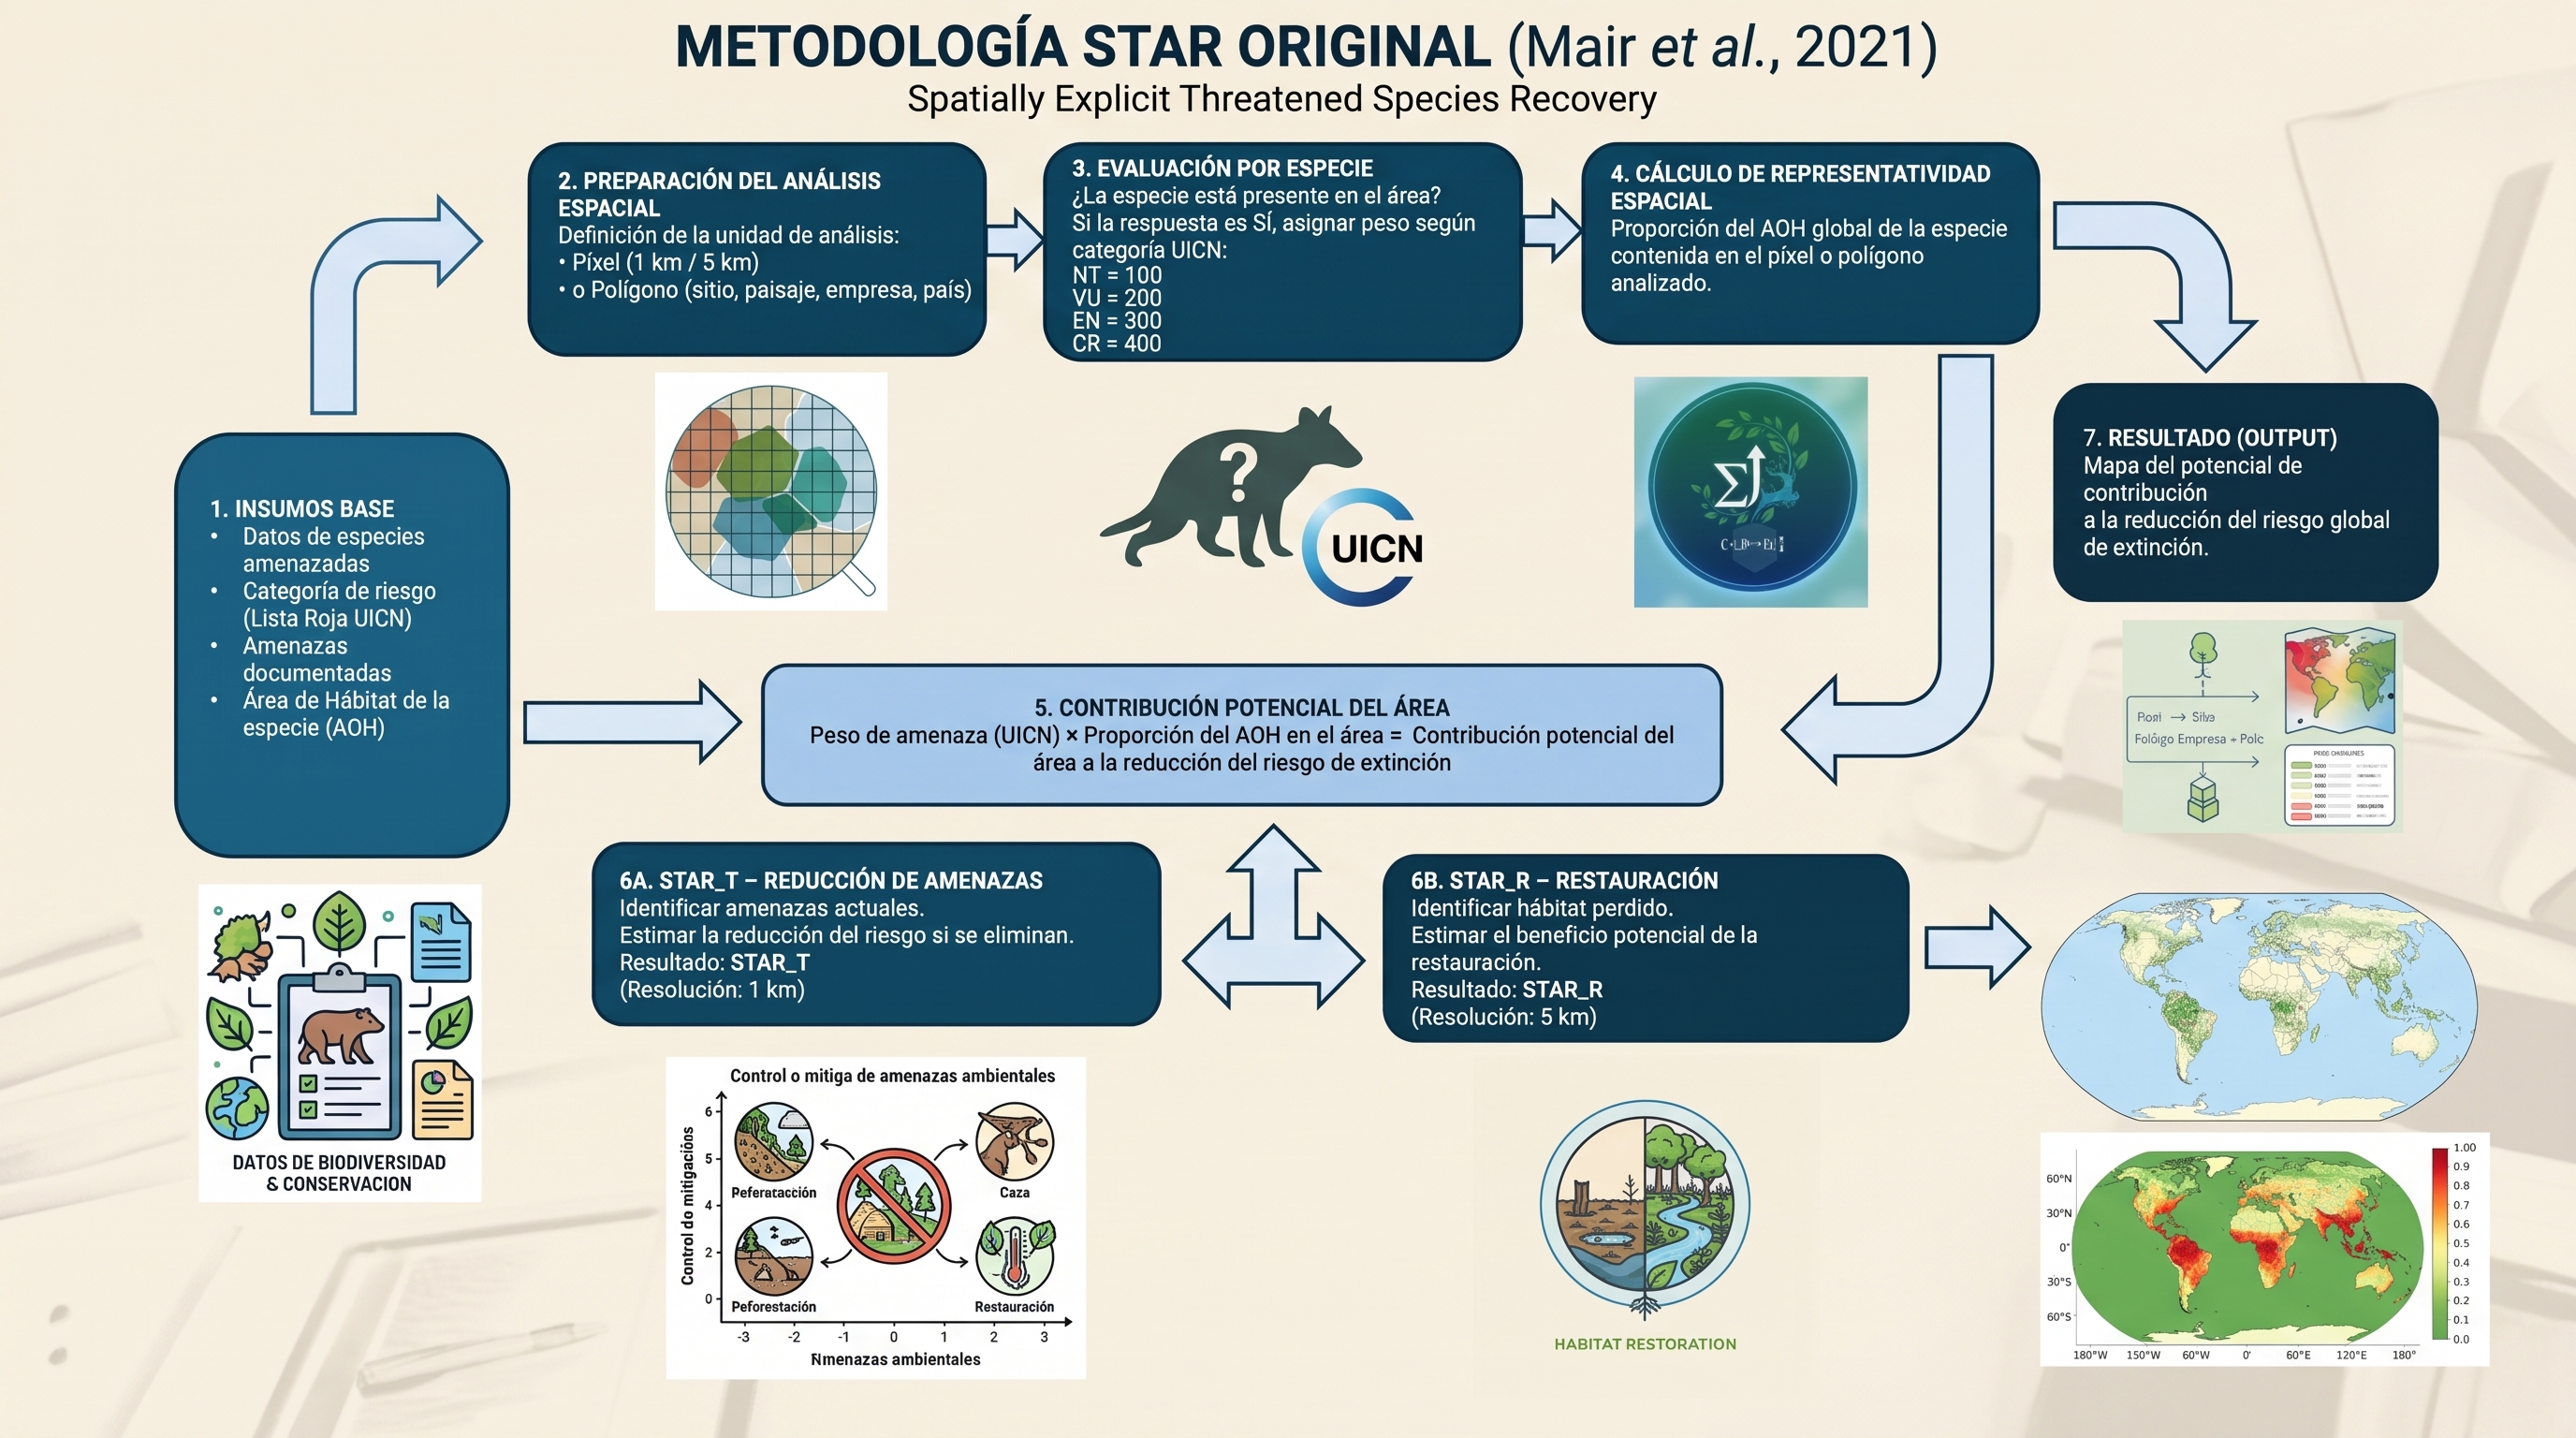 METODOLOGÍA STAR ORIGINAL (Mair et al., 2021)
Spatially Explicit Threatened Species Recovery
1. INSUMOS BASE
• Datos de especies
amenazadas
• Categoría de riesgo
(Lista Roja UICN)
• Amenazas
documentadas
• Área de Hábitat de la
especie (AOH)
DATOS DE BIODIVERSIDAD
& CONSERVACION
2. PREPARACIÓN DEL ANÁLISIS
ESPACIAL
Definición de la unidad de análisis:
• Píxel (1 km / 5 km)
• o Polígono (sitio, paisaje, empresa, país)
3. EVALUACIÓN POR ESPECIE
¿La especie está presente en el área?
Si la respuesta es SÍ, asignar peso según
categoría UICN:
NT = 100
VU = 200
EN = 300
CR = 400
?
UICN
4. CÁLCULO DE REPRESENTATIVIDAD
ESPACIAL
Proporción del AOH global de la especie
contenida en el píxel o polígono
analizado.
Σ
5. CONTRIBUCIÓN POTENCIAL DEL ÁREA
Peso de amenaza (UICN) × Proporción del AOH en el área = Contribución potencial del
área a la reducción del riesgo de extinción
6A. STAR_T – REDUCCIÓN DE AMENAZAS
Identificar amenazas actuales.
Estimar la reducción del riesgo si se eliminan.
Resultado: STAR_T
(Resolución: 1 km)
Control o mitiga de amenazas ambientales
Control do mitigacióos
6
5
4
2
0
Peferatacción
Caza
Peforestación
Restauración
-3 -2 -1 0 1 2 3
Nmenazas ambientales
6B. STAR_R – RESTAURACIÓN
Identificar hábitat perdido.
Estimar el beneficio potencial de la
restauración.
Resultado: STAR_R
(Resolución: 5 km)
HABITAT RESTORATION
7. RESULTADO (OUTPUT)
Mapa del potencial de
contribución
a la reducción del riesgo global
de extinción.
Rori → Silva
Folöigo Empresa + Polc
60°N
30°N
0°
30°S
60°S
180°W 150°W 60°W 0° 60°E 120°E 180°
1.00
0.9
0.8
0.7
0.6
0.5
0.4
0.3
0.2
0.1
0.0